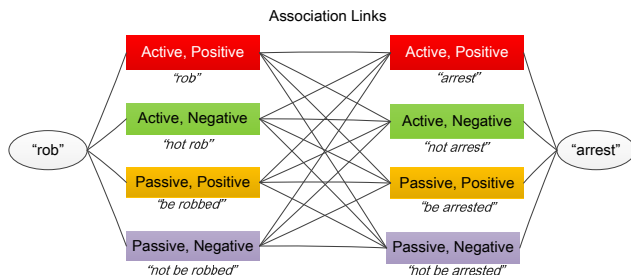 Association Links
Active, Positive Active, Positive
"rob" "arrest"
Active, Negative Active, Negative
"not rob" "not arrest"
"rob" "arrest"
Passive, Positive Passive, Positive
"be robbed" "be arrested"
Passive, Negative Passive, Negative
"not be robbed" "not be arrested"